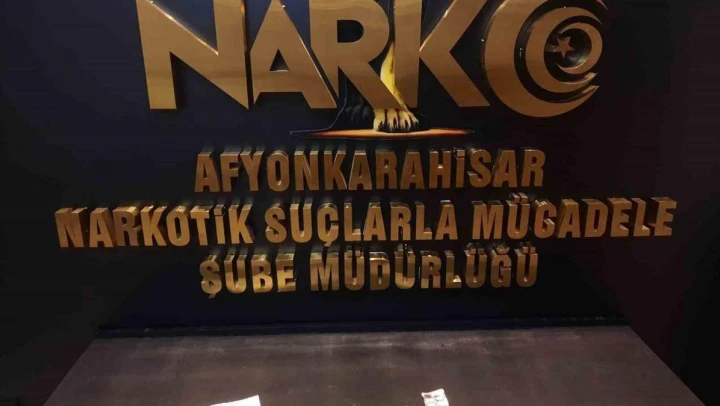 NARKO
AFYONKARAHİSAR
NARKOTİK SUÇLARLA MÜCADELE
ŞUBE MÜDÜRLÜĞÜ